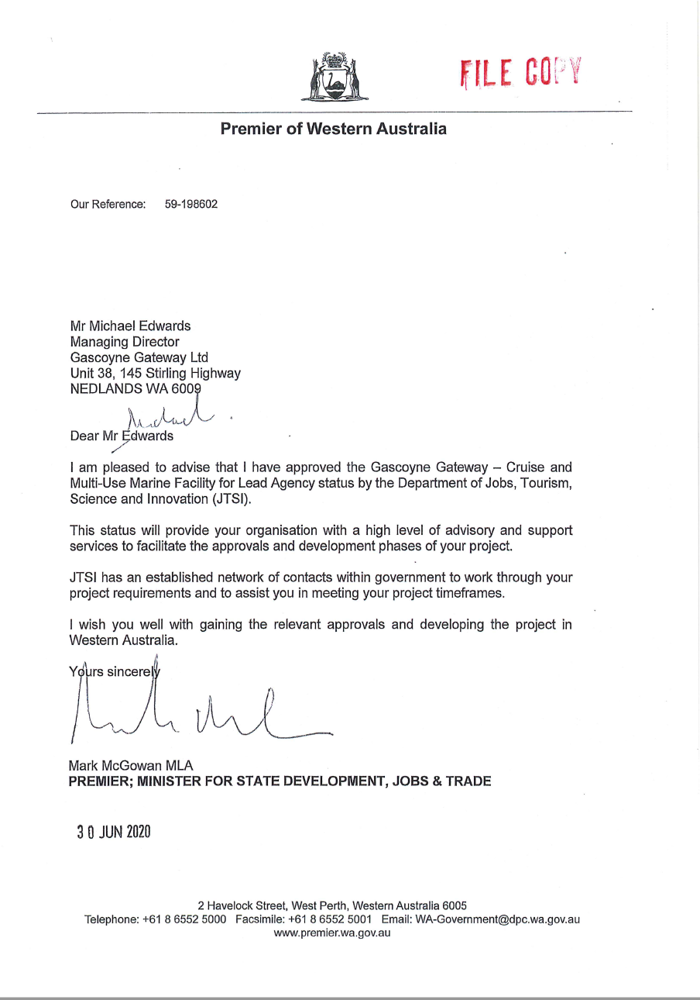 FILE COPY
Premier of Western Australia
Our Reference: 59-198602
Mr Michael Edwards
Managing Director
Gascoyne Gateway Ltd
Unit 38, 145 Stirling Highway
NEDLANDS WA 6009
Michael
Dear Mr Edwards
I am pleased to advise that I have approved the Gascoyne Gateway – Cruise and
Multi-Use Marine Facility for Lead Agency status by the Department of Jobs, Tourism,
Science and Innovation (JTSI).
This status will provide your organisation with a high level of advisory and support
services to facilitate the approvals and development phases of your project.
JTSI has an established network of contacts within government to work through your
project requirements and to assist you in meeting your project timeframes.
I wish you well with gaining the relevant approvals and developing the project in
Western Australia.
Yours sincerely
Mark McGowan MLA
PREMIER; MINISTER FOR STATE DEVELOPMENT, JOBS & TRADE
30 JUN 2020
2 Havelock Street, West Perth, Western Australia 6005
Telephone: +61 8 6552 5000 Facsimile: +61 8 6552 5001 Email: WA-Government@dpc.wa.gov.au
www.premier.wa.gov.au